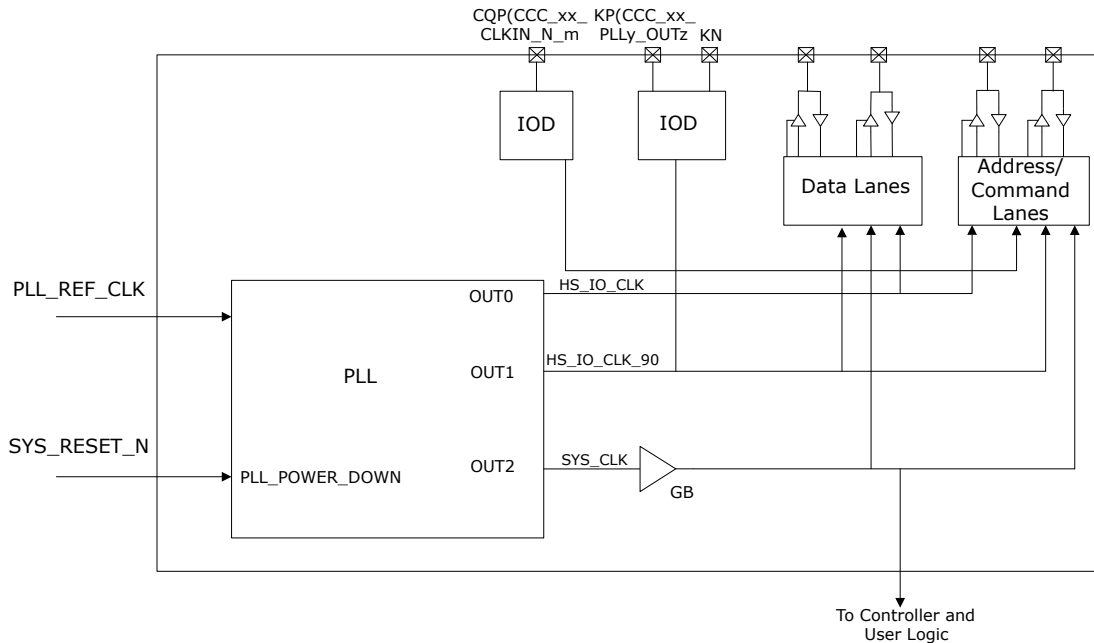 CQP(CCC_xx_
CLKIN_N_m
KP(CCC_xx_
PLLy_OUTz
KN
IOD
IOD
Data Lanes
Address/
Command
Lanes
PLL_REF_CLK
OUT0
HS_IO_CLK
PLL
OUT1
HS_IO_CLK_90
SYS_RESET_N
PLL_POWER_DOWN
OUT2
SYS_CLK
GB
To Controller and
User Logic